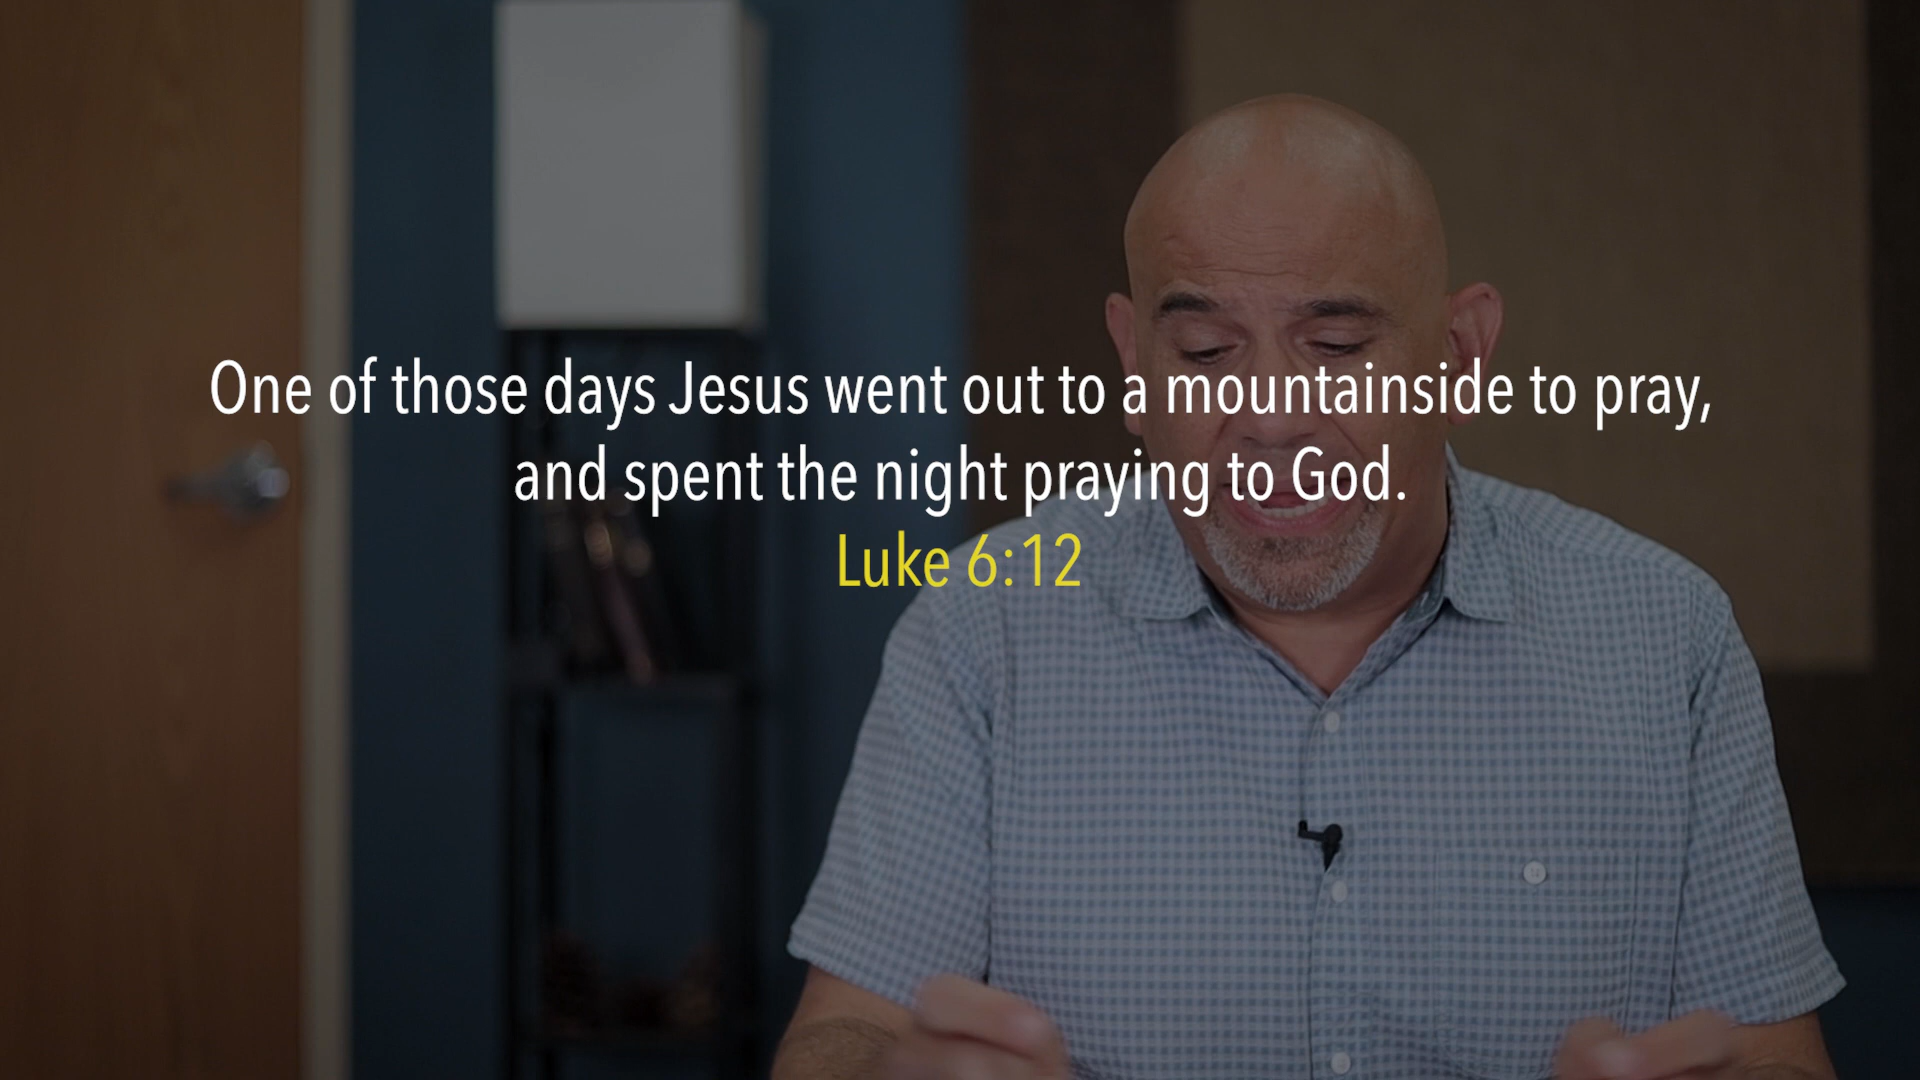 One of those days Jesus went out to a mountainside to pray,
and spent the night praying to God.
Luke 6:12